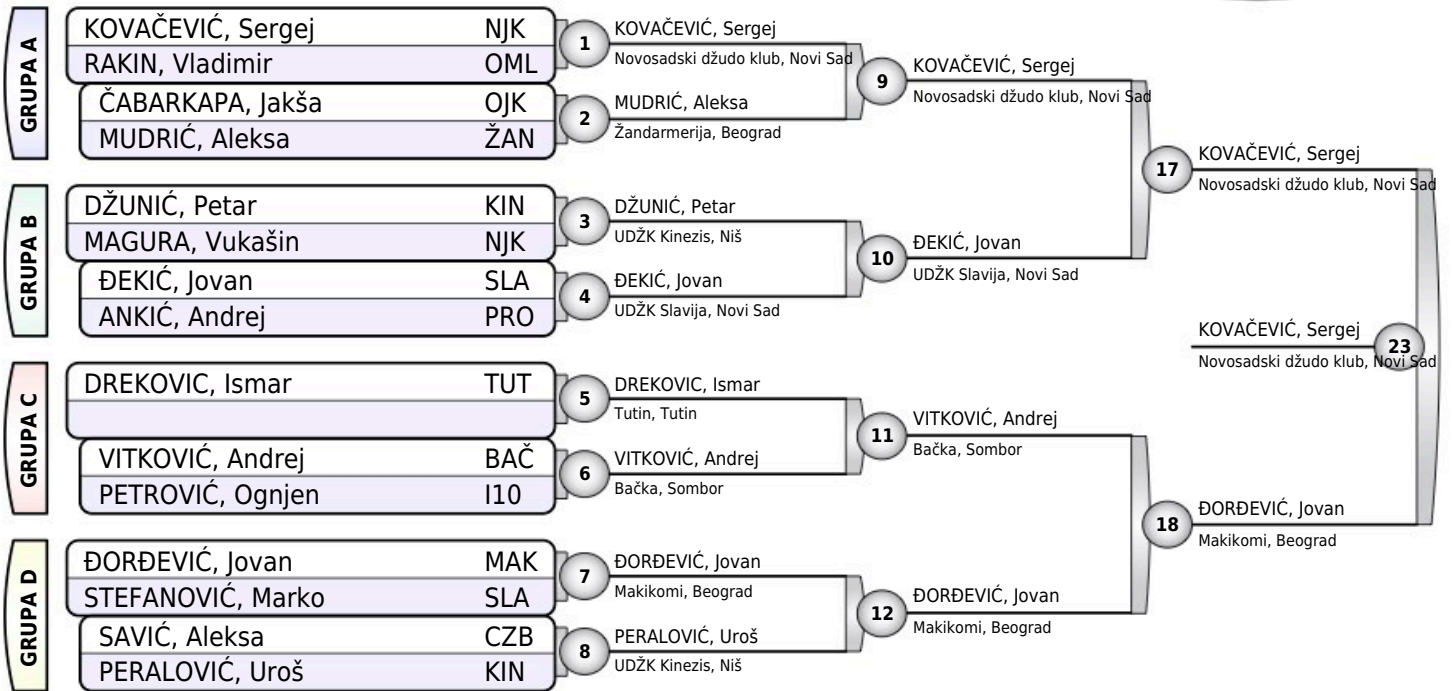 GRUPA A
KOVAČEVIĆ, Sergej NJK
RAKIN, Vladimir OML
ČABARKAPA, Jakša OJK
MUDRIĆ, Aleksa ŽAN
GRUPA B
DŽUNIĆ, Petar KIN
MAGURA, Vukašin NJK
ĐEKIĆ, Jovan SLA
ANKIĆ, Andrej PRO
GRUPA C
DREKOVIC, Ismar TUT
VITKOVIĆ, Andrej BAČ
PETROVIĆ, Ognjen I10
GRUPA D
ĐORĐEVIĆ, Jovan MAK
STEFANOVIĆ, Marko SLA
SAVIĆ, Aleksa CZB
PERALOVIĆ, Uroš KIN
1
KOVAČEVIĆ, Sergej
Novosadski džudo klub, Novi Sad
2
MUDRIĆ, Aleksa
Žandarmerija, Beograd
3
DŽUNIĆ, Petar
UDŽK Kinezis, Niš
4
ĐEKIĆ, Jovan
UDŽK Slavija, Novi Sad
5
DREKOVIC, Ismar
Tutin, Tutin
6
VITKOVIĆ, Andrej
Bačka, Sombor
7
ĐORĐEVIĆ, Jovan
Makikomi, Beograd
8
PERALOVIĆ, Uroš
UDŽK Kinezis, Niš
9
KOVAČEVIĆ, Sergej
Novosadski džudo klub, Novi Sad
10
ĐEKIĆ, Jovan
UDŽK Slavija, Novi Sad
11
VITKOVIĆ, Andrej
Bačka, Sombor
12
ĐORĐEVIĆ, Jovan
Makikomi, Beograd
17
KOVAČEVIĆ, Sergej
Novosadski džudo klub, Novi Sad
18
ĐORĐEVIĆ, Jovan
Makikomi, Beograd
KOVAČEVIĆ, Sergej
23
Novosadski džudo klub, Novi Sad